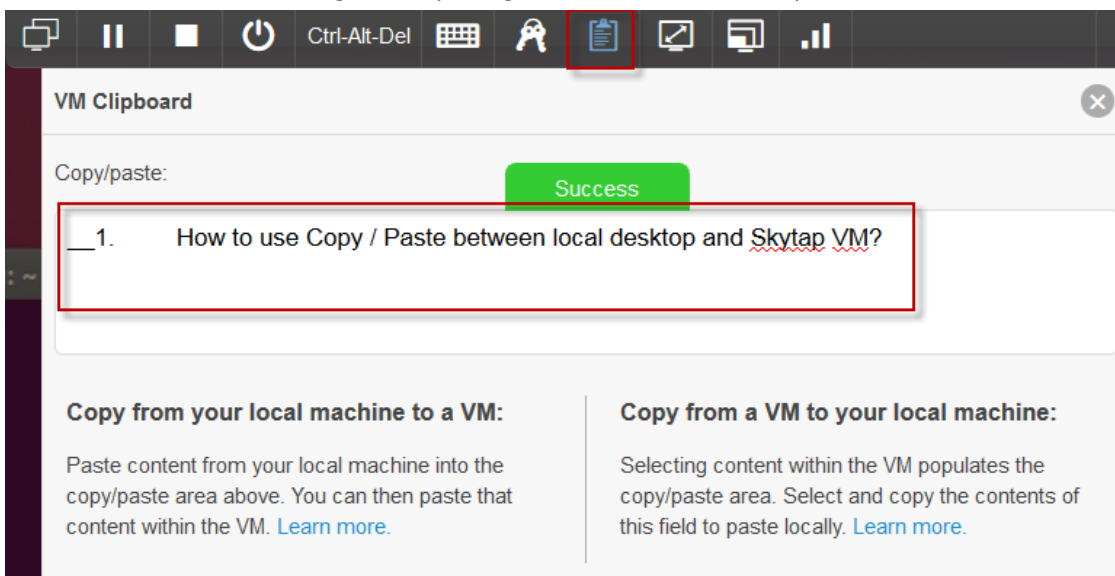 Ctrl-Alt-Del
VM Clipboard
Copy/paste:
Success
__1. How to use Copy / Paste between local desktop and Skytap VM?
: ~
Copy from your local machine to a VM:
Paste content from your local machine into the
copy/paste area above. You can then paste that
content within the VM. Learn more.
Copy from a VM to your local machine:
Selecting content within the VM populates the
copy/paste area. Select and copy the contents of
this field to paste locally. Learn more.